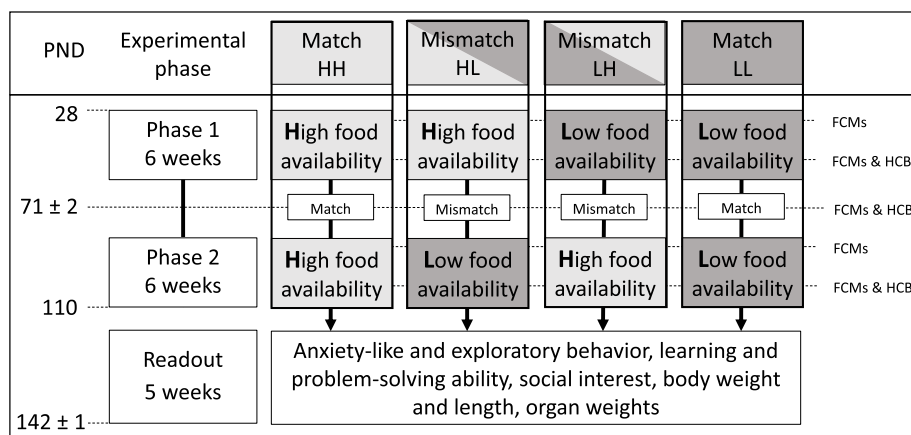 PND
Experimental
phase
Match
HH
Mismatch
HL
Mismatch
LH
Match
LL
28
Phase 1
6 weeks
High food
availability
High food
availability
Low food
availability
Low food
availability
FCMs
FCMs & HCB
71 ± 2
Match
Mismatch
Mismatch
Match
FCMs & HCB
Phase 2
6 weeks
High food
availability
Low food
availability
High food
availability
Low food
availability
FCMs
FCMs & HCB
110
Readout
5 weeks
Anxiety-like and exploratory behavior, learning and
problem-solving ability, social interest, body weight
and length, organ weights
142 ± 1